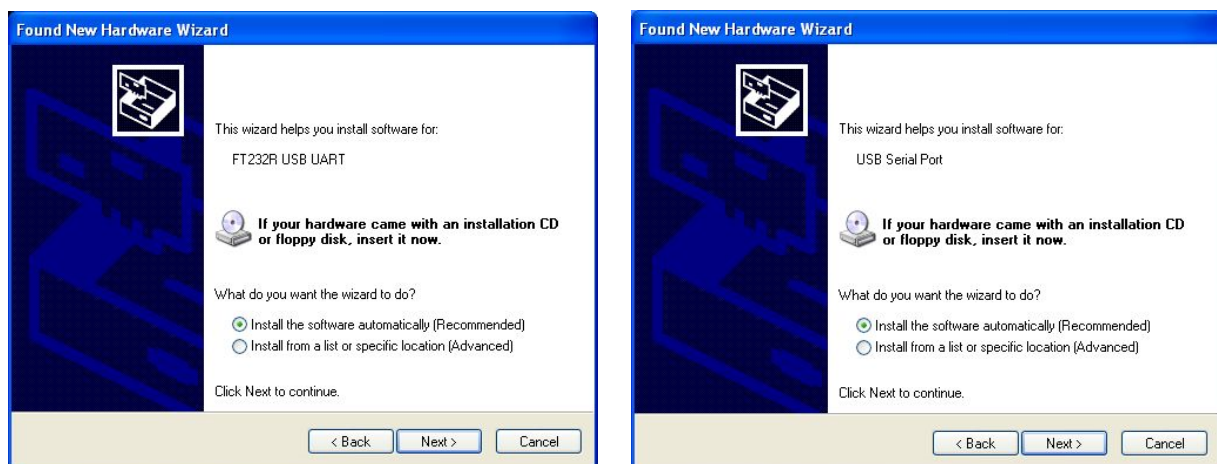 Found New Hardware Wizard
This wizard helps you install software for:
FT232R USB UART
If your hardware came with an installation CD
or floppy disk, insert it now.
What do you want the wizard to do?
Install the software automatically (Recommended)
Install from a list or specific location (Advanced)
Click Next to continue.
< Back Next > Cancel
Found New Hardware Wizard
This wizard helps you install software for:
USB Serial Port
If your hardware came with an installation CD
or floppy disk, insert it now.
What do you want the wizard to do?
Install the software automatically (Recommended)
Install from a list or specific location (Advanced)
Click Next to continue.
< Back Next > Cancel